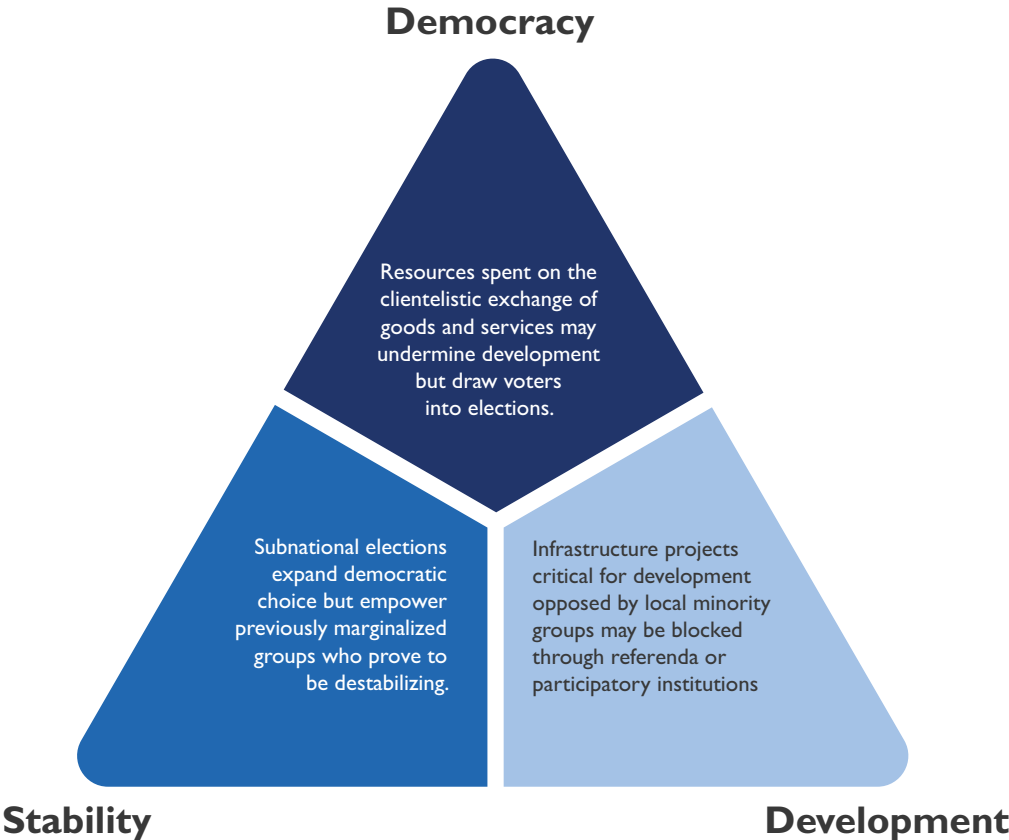 Democracy
Resources spent on the
clientelistic exchange of
goods and services may
undermine development
but draw voters
into elections.
Subnational elections
expand democratic
choice but empower
previously marginalized
groups who prove to
be destabilizing.
Infrastructure projects
critical for development
opposed by local minority
groups may be blocked
through referenda or
participatory institutions
Stability
Development